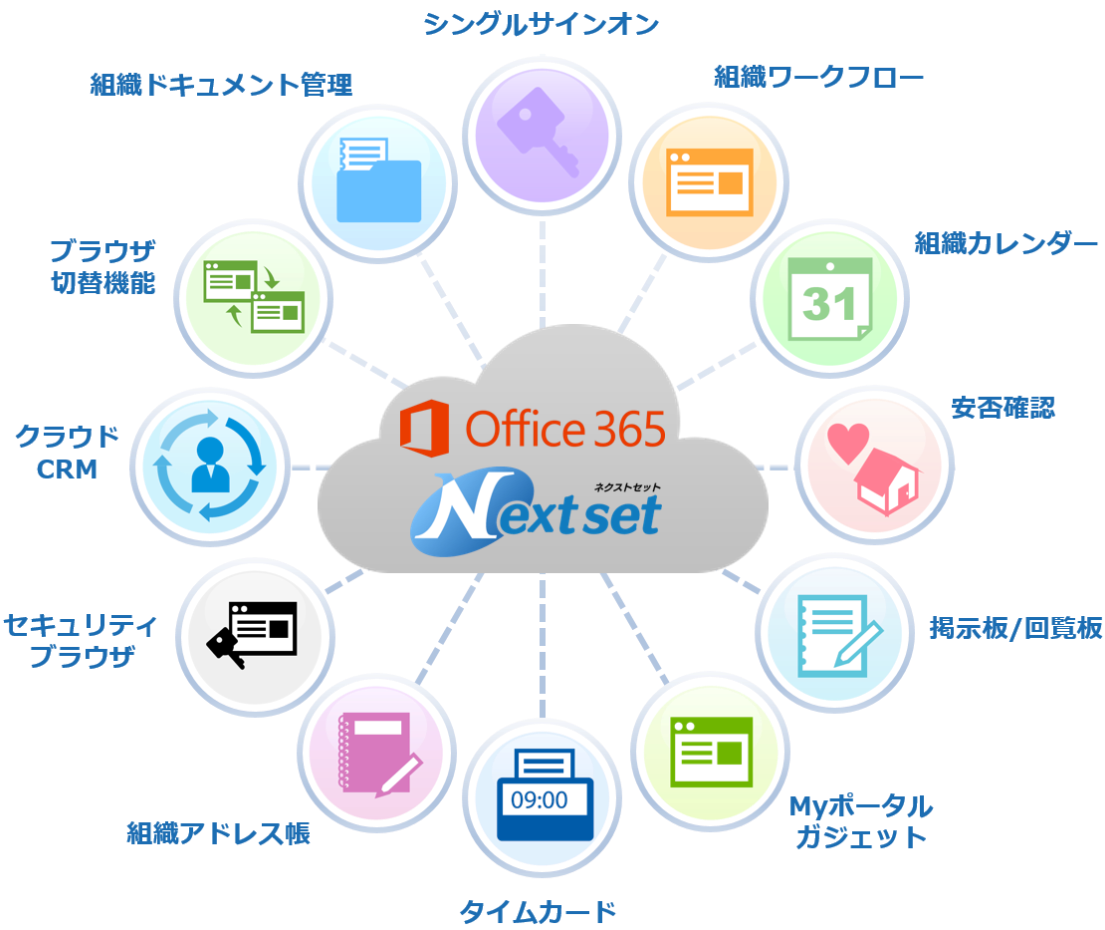 シングルサインオン
組織ドキュメント管理
組織ワークフロー
ブラウザ
切替機能
組織カレンダー
31
Office 365
ネクストセット
Nextset
クラウド
CRM
安否確認
セキュリティ
ブラウザ
掲示板/回覧板
組織アドレス帳
09:00
Myポータル
ガジェット
タイムカード